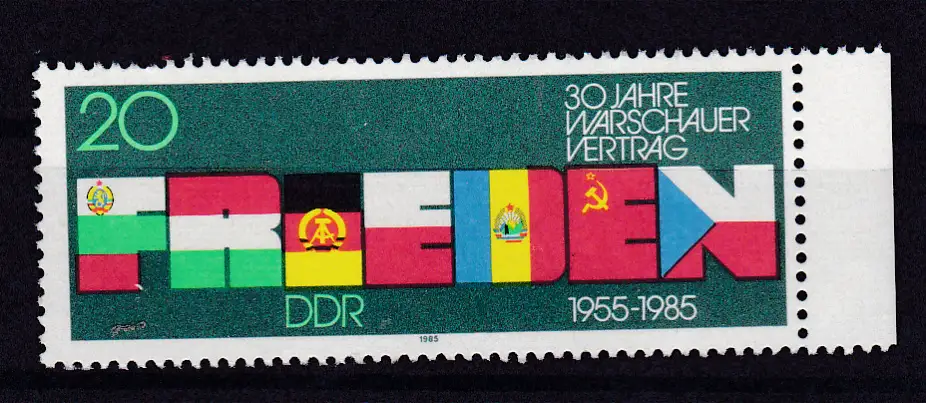 20
30 JAHRE
WARSCHAUER
VERTRAG
FRIEDEN
DDR
1955-1985
1985